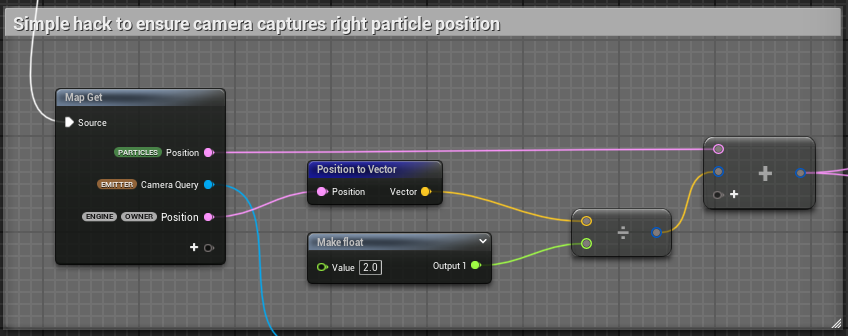 Simple hack to ensure camera captures right particle position
Map Get
Source
PARTICLES Position
EMITTER Camera Query
ENGINE OWNER Position
+
Position to Vector
Position Vector
Make float
Value 2.0 Output 1
÷
+
+